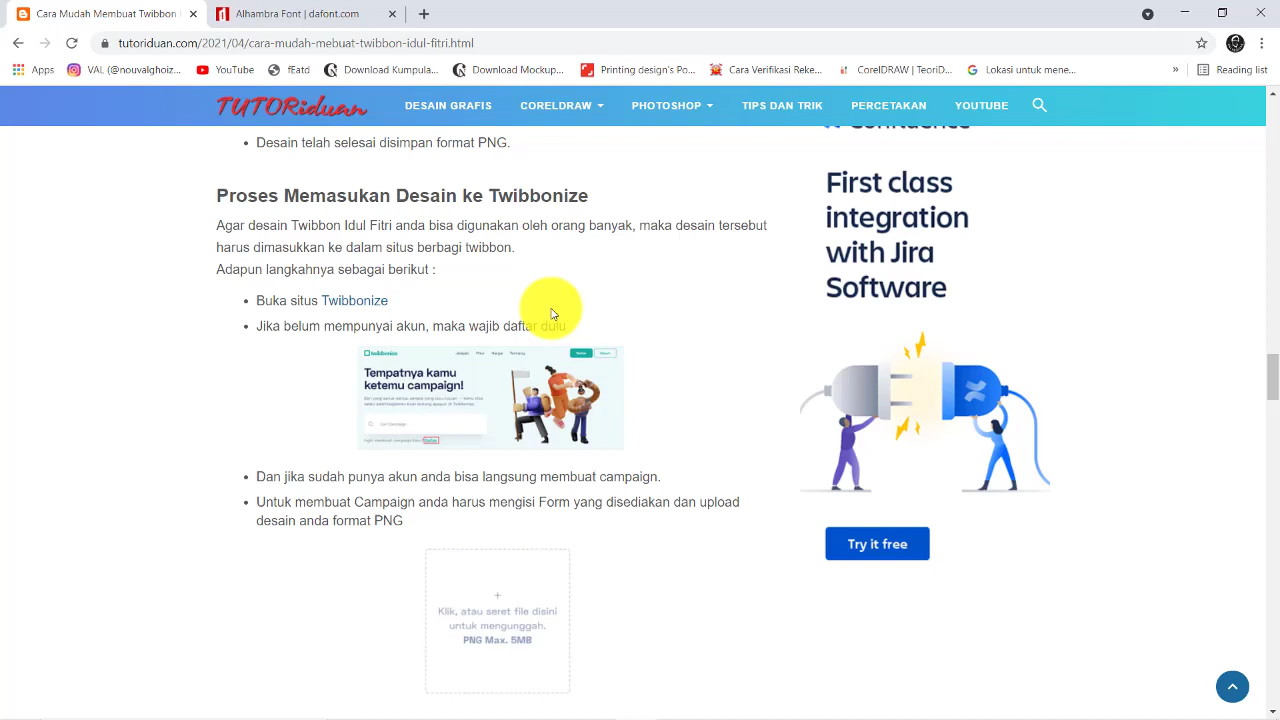 Cara Mudah Membuat Twibbon
Alhambra Font | dafont.com
tutoriduan.com/2021/04/cara-mudah-mebuat-twibbon-idul-fitri.html
Apps
VAL (@nouvalghoiz...
YouTube
fEatd
Download Kumpula...
Download Mockup...
Printing design's Po...
Cara Verifikasi Reke...
CorelDRAW | TeoriD...
Lokasi untuk mene...
»
Reading list
TUTORiduan
DESAIN GRAFIS
CORELDRAW
PHOTOSHOP
TIPS DAN TRIK
PERCETAKAN
YOUTUBE
Confluence
• Desain telah selesai disimpan format PNG.
Proses Memasukan Desain ke Twibbonize
Agar desain Twibbon Idul Fitri anda bisa digunakan oleh orang banyak, maka desain tersebut
harus dimasukkan ke dalam situs berbagi twibbon.
Adapun langkahnya sebagai berikut :
• Buka situs Twibbonize
• Jika belum mempunyai akun, maka wajib daftar dulu
twibbonize
Tempatnya kamu
ketemu campaign!
• Dan jika sudah punya akun anda bisa langsung membuat campaign.
• Untuk membuat Campaign anda harus mengisi Form yang disediakan dan upload
desain anda format PNG
+
Klik, atau seret file disini
untuk mengunggah.
PNG Max. 5MB
First class
integration
with Jira
Software
Try it free